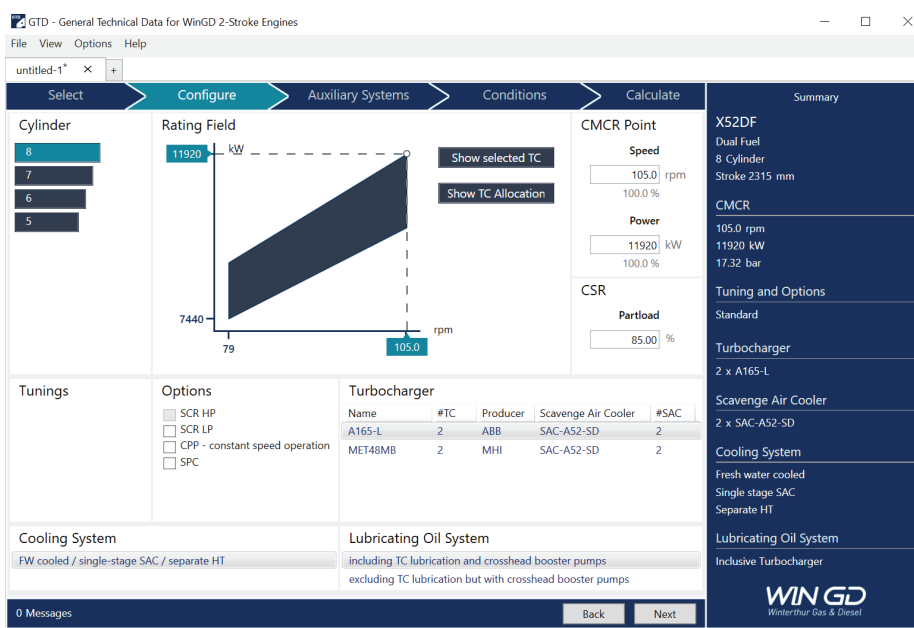 GTD - General Technical Data for WinGD 2-Stroke Engines
File View Options Help
untitled-1* × +
Select Configure Auxiliary Systems Conditions Calculate
Summary
Cylinder
8
7
6
5
Rating Field
11920 kW
7440
79
105.0
rpm
Show selected TC
Show TC Allocation
CMCR Point
Speed
105.0 rpm
100.0 %
Power
11920 kW
100.0 %
CSR
Partload
85.00 %
Tunings
Options
SCR HP
SCR LP
CPP - constant speed operation
SPC
Turbocharger
Name #TC Producer Scavenge Air Cooler #SAC
A165-L 2 ABB SAC-A52-SD 2
MET48MB 2 MHI SAC-A52-SD 2
Cooling System
FW cooled / single-stage SAC / separate HT
Lubricating Oil System
including TC lubrication and crosshead booster pumps
excluding TC lubrication but with crosshead booster pumps
X52DF
Dual Fuel
8 Cylinder
Stroke 2315 mm
CMCR
105.0 rpm
11920 kW
17.32 bar
Tuning and Options
Standard
Turbocharger
2 x A165-L
Scavenge Air Cooler
2 x SAC-A52-SD
Cooling System
Fresh water cooled
Single stage SAC
Separate HT
Lubricating Oil System
Inclusive Turbocharger
WIN GD
Winterthur Gas & Diesel
0 Messages
Back Next